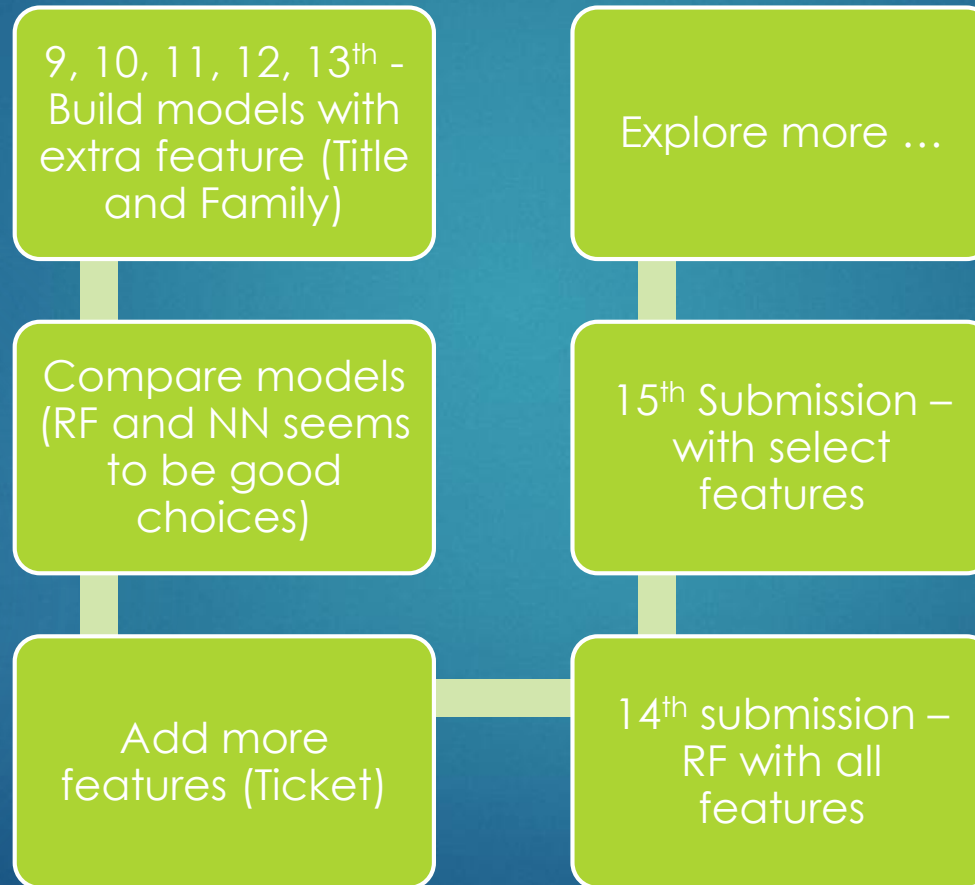 9, 10, 11, 12, 13th -
Build models with
extra feature (Title
and Family)
Compare models
(RF and NN seems
to be good
choices)
Add more
features (Ticket)
14th submission –
RF with all
features
15th Submission –
with select
features
Explore more …